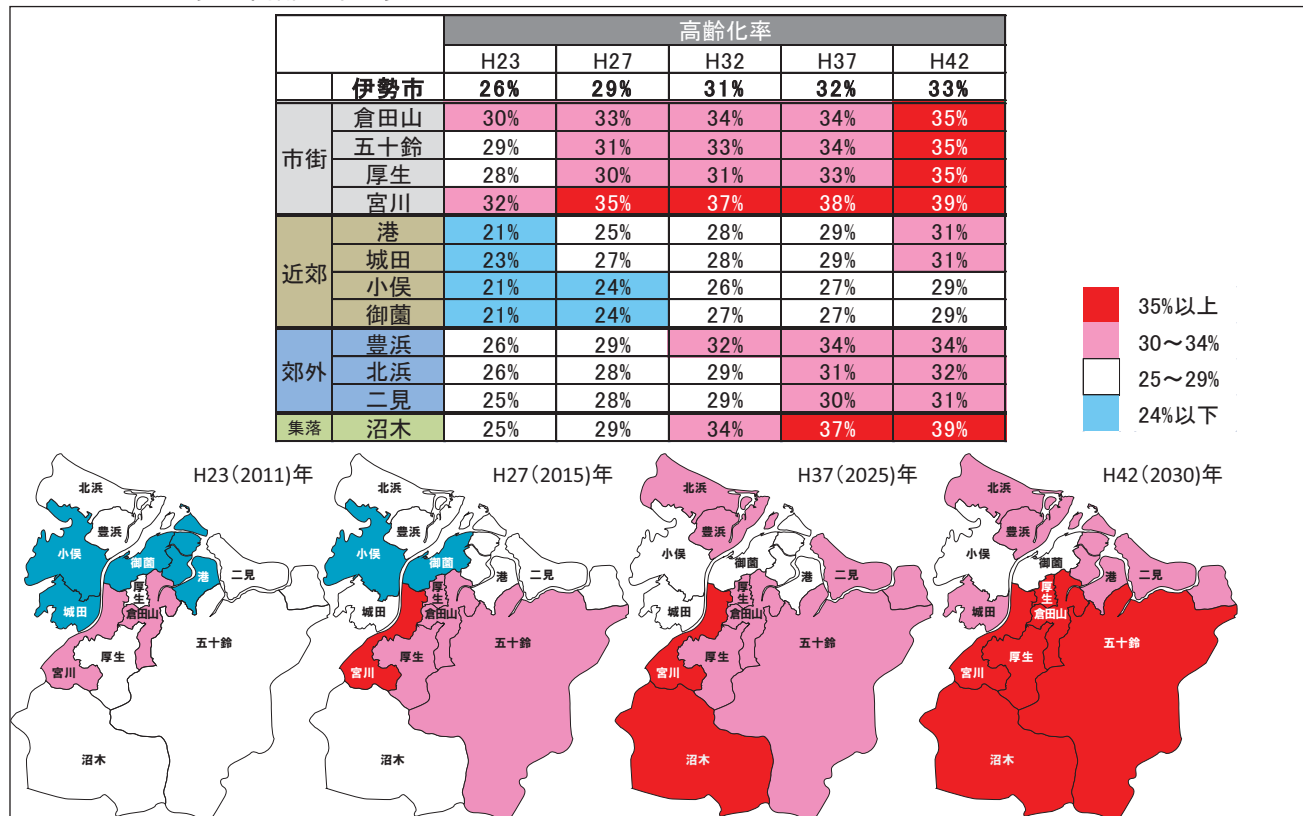 高齢化率
H23 H27 H32 H37 H42
伊勢市 26% 29% 31% 32% 33%
市街
倉田山 30% 33% 34% 34% 35%
五十鈴 29% 31% 33% 34% 35%
厚生 28% 30% 31% 33% 35%
宮川 32% 35% 37% 38% 39%
近郊
港 21% 25% 28% 29% 31%
城田 23% 27% 28% 29% 31%
小俣 21% 24% 26% 27% 29%
御薗 21% 24% 27% 27% 29%
郊外
豊浜 26% 29% 32% 34% 34%
北浜 26% 28% 29% 31% 32%
二見 25% 28% 29% 30% 31%
集落 沼木 25% 29% 34% 37% 39%
35%以上
30～34%
25～29%
24%以下
H23(2011)年
北浜
豊浜
小俣
御薗
港
二見
城田
厚生
倉田山
五十鈴
厚生
宮川
沼木
H27(2015)年
北浜
豊浜
小俣
御薗
港
二見
城田
厚生
倉田山
五十鈴
厚生
宮川
沼木
H37(2025)年
北浜
豊浜
小俣
御薗
港
二見
城田
厚生
倉田山
五十鈴
厚生
宮川
沼木
H42(2030)年
北浜
豊浜
小俣
御薗
港
二見
城田
厚生
倉田山
五十鈴
厚生
宮川
沼木